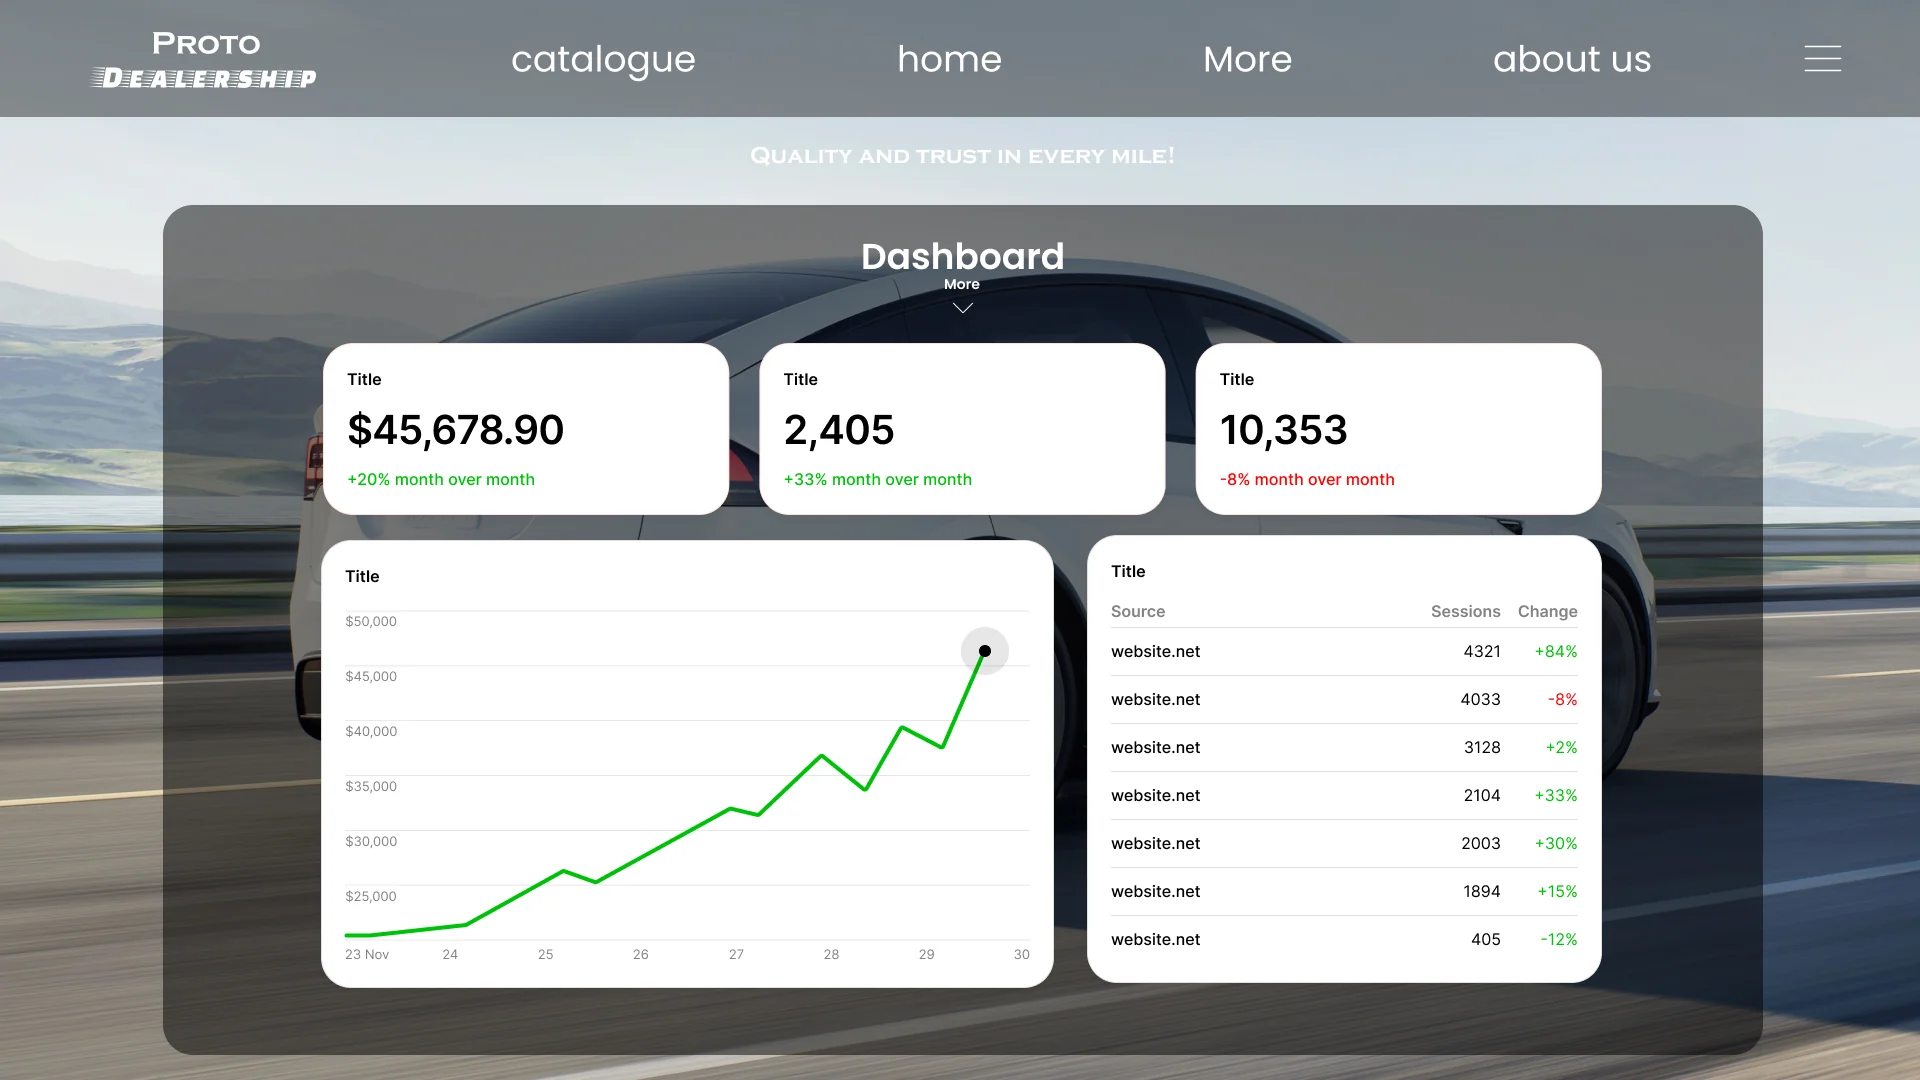 Proto
Dealership
catalogue
home
More
about us
Quality and trust in every mile!
Dashboard
More
Title
$45,678.90
+20% month over month
Title
2,405
+33% month over month
Title
10,353
-8% month over month
Title
$50,000
$45,000
$40,000
$35,000
$30,000
$25,000
23 Nov 24 25 26 27 28 29 30
Title
Source Sessions Change
website.net 4321 +84%
website.net 4033 -8%
website.net 3128 +2%
website.net 2104 +33%
website.net 2003 +30%
website.net 1894 +15%
website.net 405 -12%